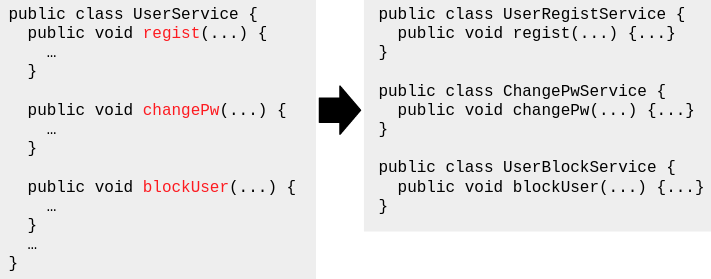 public class UserService {
  public void regist(...) {
    …
  }

  public void changePw(...) {
    …
  }

  public void blockUser(...) {
    …
  }
  …
}

public class UserRegistService {
  public void regist(...) {...}
}

public class ChangePwService {
  public void changePw(...) {...}
}

public class UserBlockService {
  public void blockUser(...) {...}
}